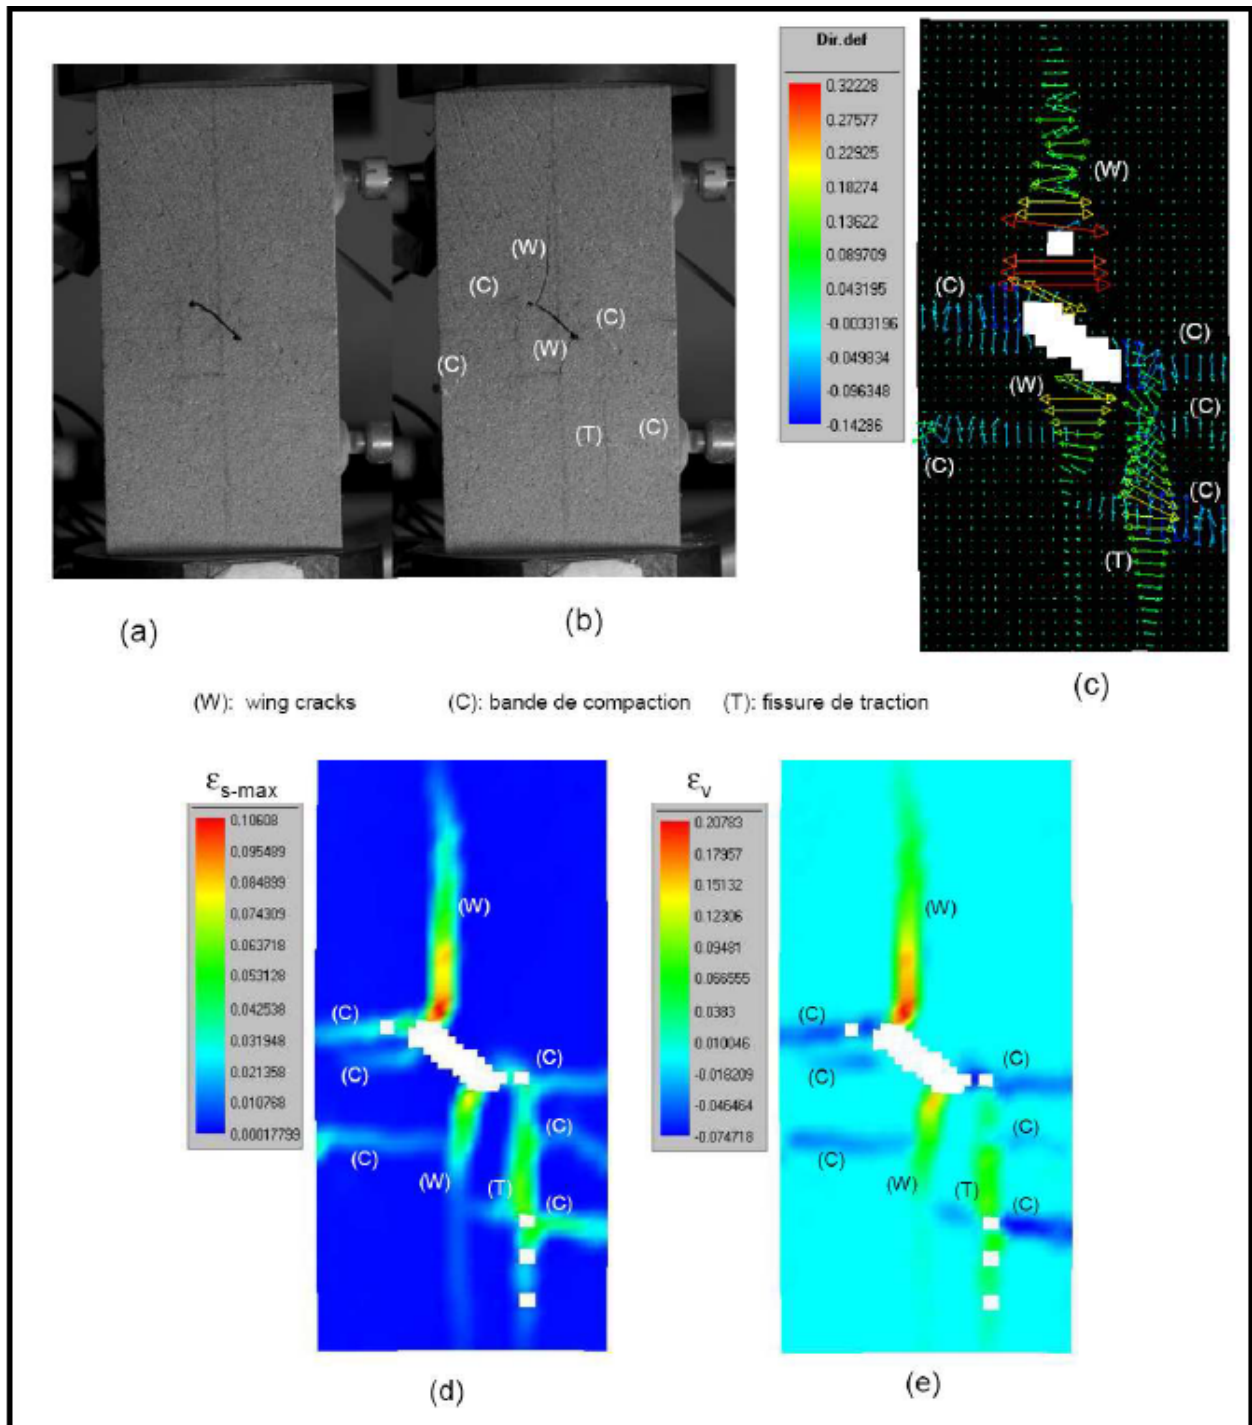 Dir.def
0.32228
0.27577
0.22925
0.18274
0.13622
0.089709
0.043195
-0.0033196
-0.049834
-0.096348
-0.14286
(W)
(C)
(C)
(W)
(C)
(C)
(C)
(T)
(c)
(W)
(C)
(C)
(W)
(C)
(T)
(C)
(a)
(b)
(W): wing cracks
(C): bande de compaction
(T): fissure de traction
εs-max
0.10608
0.095489
0.084899
0.074309
0.063718
0.053128
0.042538
0.031948
0.021358
0.010768
0.00017799
(W)
(C)
(C)
(C)
(C)
(C)
(W)
(T)
(C)
(d)
εv
0.20783
0.17957
0.15132
0.12306
0.09481
0.066555
0.0383
0.010046
-0.018209
-0.046464
-0.074718
(W)
(C)
(C)
(C)
(C)
(C)
(W)
(T)
(C)
(e)